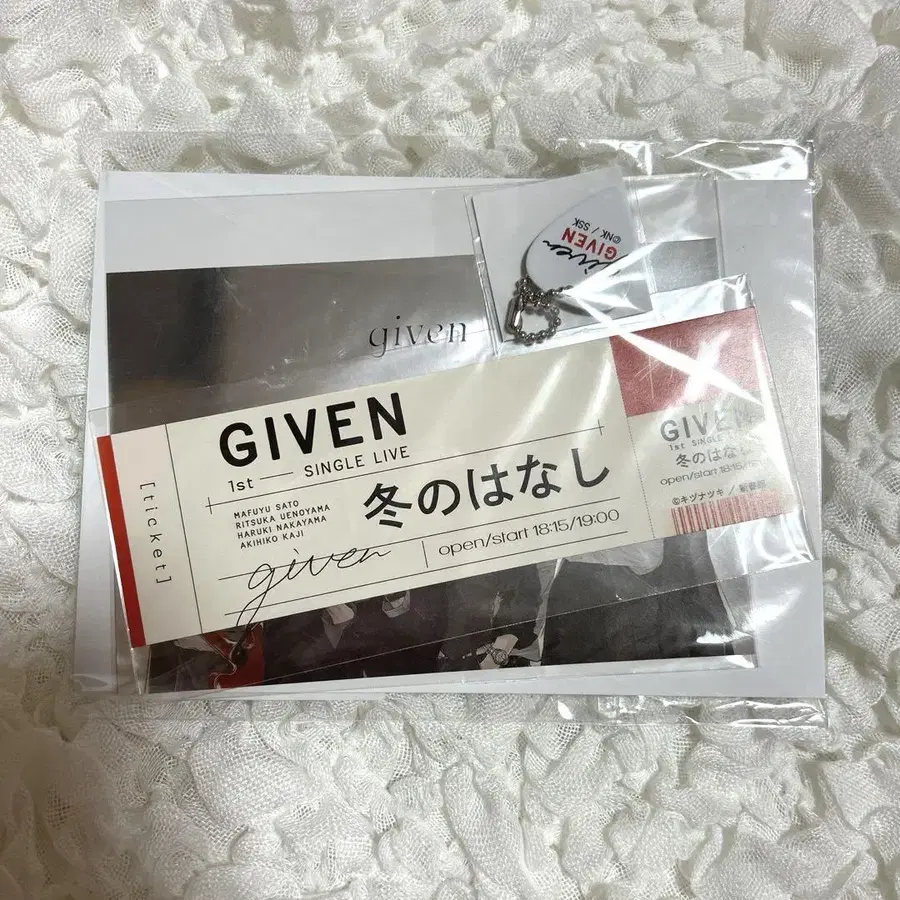 given
given
GIVEN
©NK / SSK
[ticket]
GIVEN
1st — SINGLE LIVE
MAFUYU SATO
RITSUKA UENOYAMA
HARUKI NAKAYAMA
AKIHIKO KAJI
冬のはなし
given
open/start 18:15/19:00
GIVEN
1st SINGLE
冬のはなし
open/start 18:15/
©キヅナツキ / 新書館